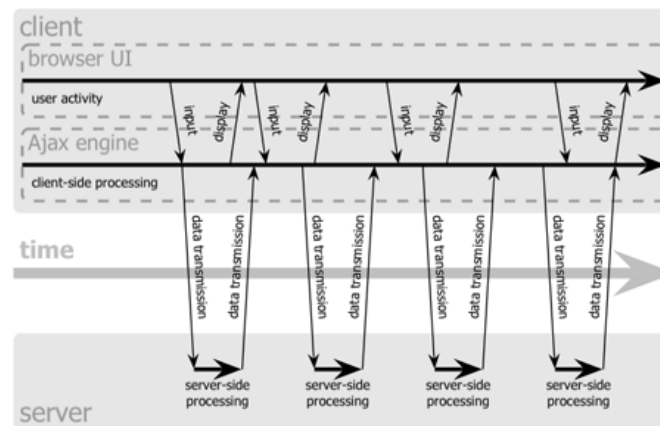 client
browser UI
user activity
input
display
input
display
input
display
input
display
Ajax engine
client-side processing
data transmission
data transmission
data transmission
data transmission
data transmission
data transmission
data transmission
data transmission
time
server-side
processing
server-side
processing
server-side
processing
server-side
processing
server